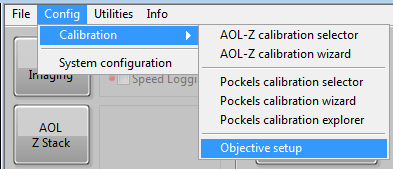 File Config Utilities Info
Calibration
System configuration
AOL-Z calibration selector
AOL-Z calibration wizard
Pockels calibration selector
Pockels calibration wizard
Pockels calibration explorer
Objective setup
Imaging
Speed Loggi
AOL
Z Stack